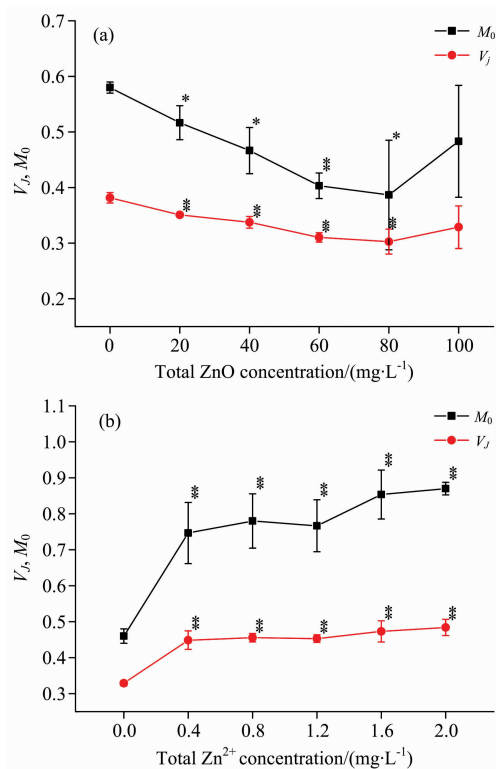 (a)
M₀
Vⱼ
0.7
0.6
0.5
0.4
0.3
0.2
V_J, M₀
*
*
**
*
**
**
**
**
0 20 40 60 80 100
Total ZnO concentration/(mg·L⁻¹)
(b)
M₀
V_J
1.1
1.0
0.9
0.8
0.7
0.6
0.5
0.4
0.3
V_J, M₀
**
**
**
**
**
**
**
**
**
**
0.0 0.4 0.8 1.2 1.6 2.0
Total Zn²⁺ concentration/(mg·L⁻¹)